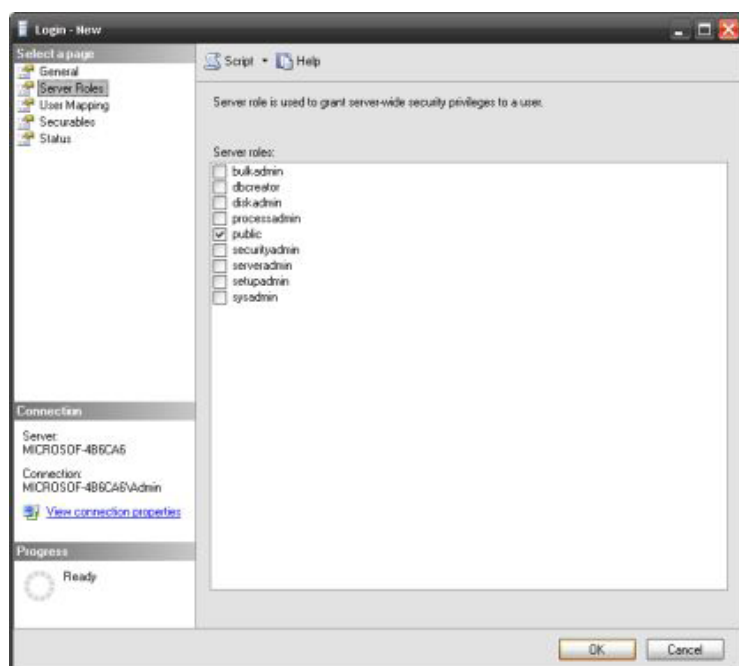 Login - New
Select a page
General
Server Roles
User Mapping
Securables
Status
Script
Help
Server role is used to grant server-wide security privileges to a user.
Server roles:
bulkadmin
dbcreator
diskadmin
processadmin
public
securityadmin
serveradmin
setupadmin
sysadmin
Connection
Server:
MICROSOF-4B6CA6
Connection:
MICROSOF-4B6CA6\Admin
View connection properties
Progress
Ready
OK
Cancel